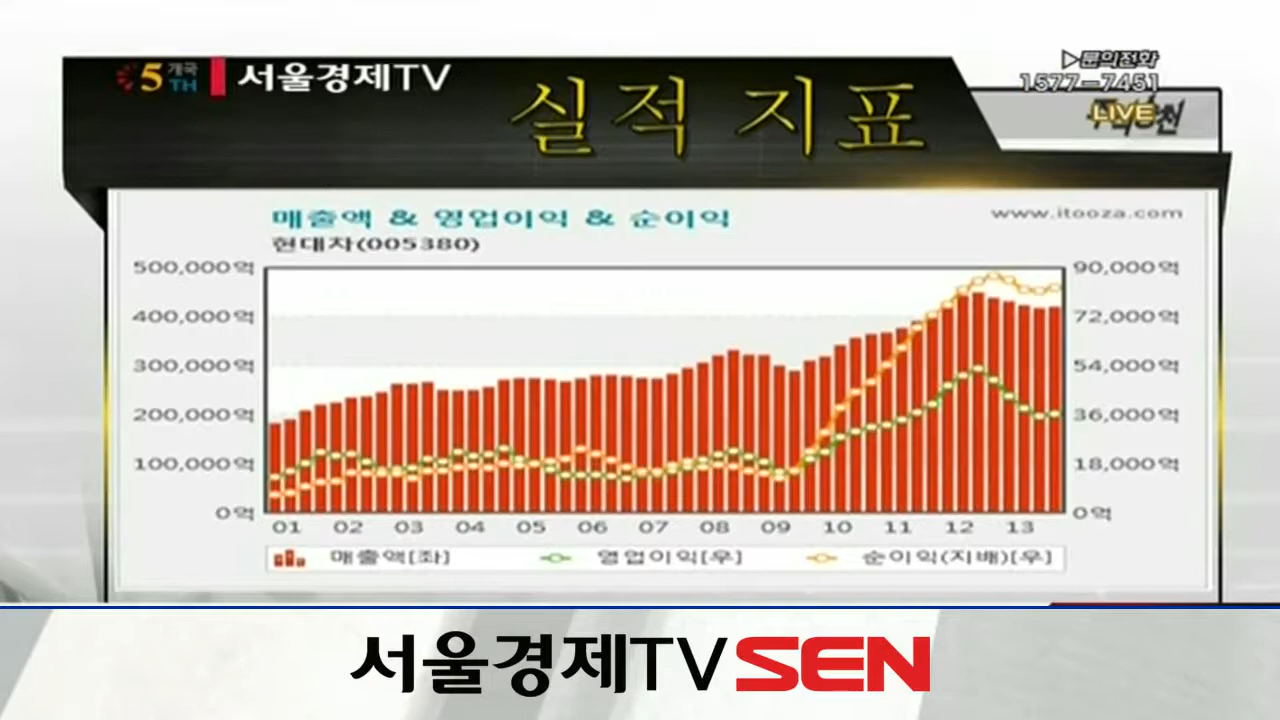 5 개국 TH 서울경제TV
실적 지표
▷문의전화
1577-7451
LIVE
매출액 & 영업이익 & 순이익
www.itooza.com
현대차(005380)
500,000억 90,000억
400,000억 72,000억
300,000억 54,000억
200,000억 36,000억
100,000억 18,000억
0억 0억
01 02 03 04 05 06 07 08 09 10 11 12 13
매출액[좌] 영업이익[우] 순이익(지배)[우]
서울경제TV SEN